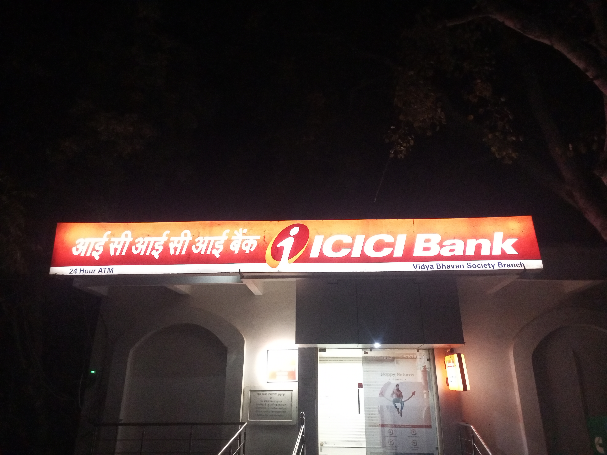 आई सी आई सी आई बैंक
ICICI Bank
24 Hour ATM
Vidya Bhavan Society Branch